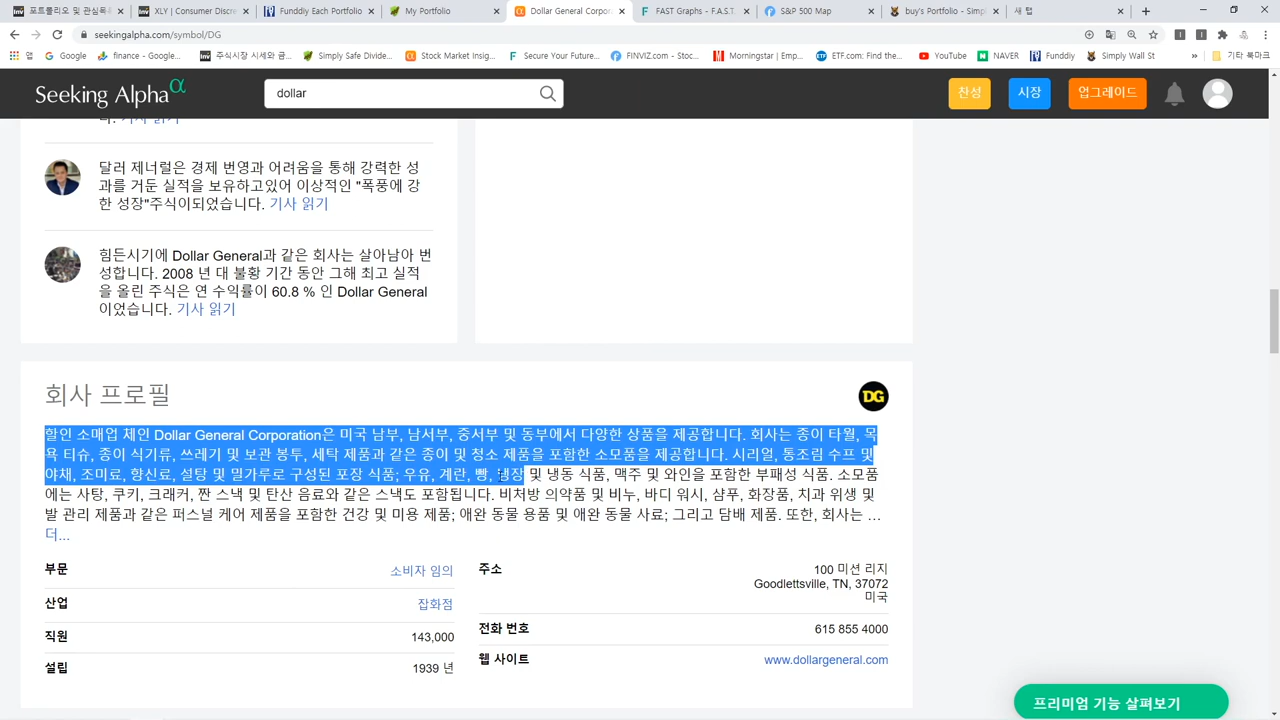 포트폴리오 및 관심목록
XLY | Consumer Discre
Funddiy Each Portfolio
My Portfolio
Dollar General Corpor
FAST Graphs - F.A.S.T.
S&P 500 Map
buy's Portfolio - Simpl
새 탭
seekingalpha.com/symbol/DG
앱
Google
finance - Google...
주식시장 시세와 금...
Simply Safe Divide...
Stock Market Insig...
Secure Your Future...
FINVIZ.com - Stoc...
Morningstar | Emp...
ETF.com: Find the...
YouTube
NAVER
Funddiy
Simply Wall St
»
기타 북마크
Seeking Alpha α
dollar
찬성
시장
업그레이드
다. 기사 읽기
달러 제너럴은 경제 번영과 어려움을 통해 강력한 성
과를 거둔 실적을 보유하고있어 이상적인 "폭풍에 강
한 성장"주식이되었습니다. 기사 읽기
힘든시기에 Dollar General과 같은 회사는 살아남아 번
성합니다. 2008 년 대 불황 기간 동안 그해 최고 실적
을 올린 주식은 연 수익률이 60.8 % 인 Dollar General
이었습니다. 기사 읽기
회사 프로필
DG
할인 소매업 체인 Dollar General Corporation은 미국 남부, 남서부, 중서부 및 동부에서 다양한 상품을 제공합니다. 회사는 종이 타월, 목
욕 티슈, 종이 식기류, 쓰레기 및 보관 봉투, 세탁 제품과 같은 종이 및 청소 제품을 포함한 소모품을 제공합니다. 시리얼, 통조림 수프 및
야채, 조미료, 향신료, 설탕 및 밀가루로 구성된 포장 식품; 우유, 계란, 빵, 냉장 및 냉동 식품, 맥주 및 와인을 포함한 부패성 식품. 소모품
에는 사탕, 쿠키, 크래커, 짠 스낵 및 탄산 음료와 같은 스낵도 포함됩니다. 비처방 의약품 및 비누, 바디 워시, 샴푸, 화장품, 치과 위생 및
발 관리 제품과 같은 퍼스널 케어 제품을 포함한 건강 및 미용 제품; 애완 동물 용품 및 애완 동물 사료; 그리고 담배 제품. 또한, 회사는 …
더...
부문
소비자 임의
산업
잡화점
직원
143,000
설립
1939 년
주소
100 미션 리지
Goodlettsville, TN, 37072
미국
전화 번호
615 855 4000
웹 사이트
www.dollargeneral.com
프리미엄 기능 살펴보기